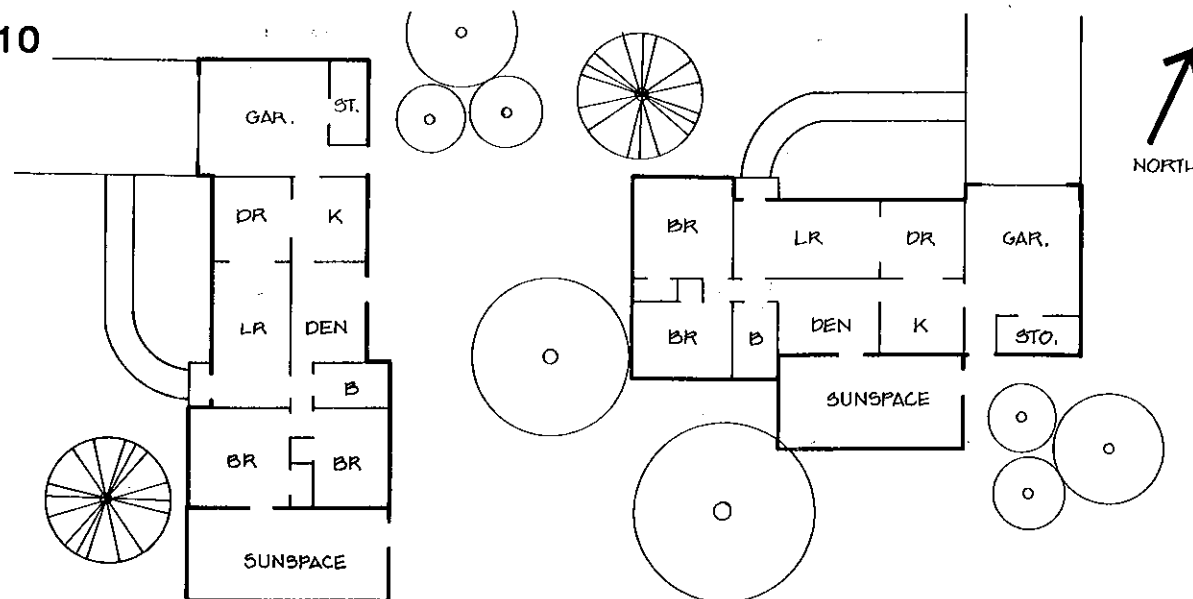 10
GAR.
ST.
DR
K
LR
DEN
B
BR
BR
SUNSPACE
NORTH
BR
LR
DR
GAR.
BR
B
DEN
K
STO.
SUNSPACE